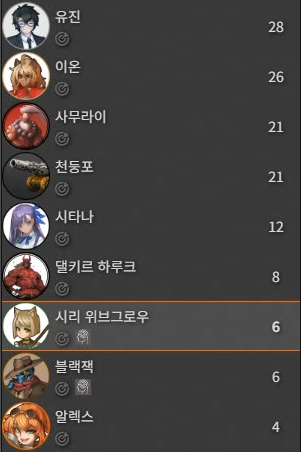 유진
28
이온
26
사무라이
21
천둥포
21
시타나
12
댈키르 하루크
8
시리 위브그로우
6
블랙잭
6
알렉스
4